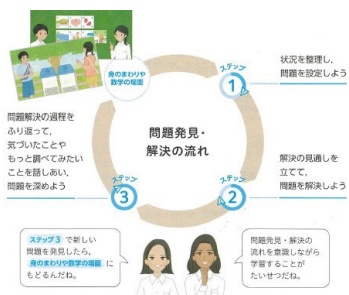 身のまわりや
数学の場面
ステップ
1
状況を整理し，
問題を設定しよう
問題発見・
解決の流れ
解決の見通しを
立てて，
問題を解決しよう
ステップ
2
ステップ
3
問題解決の過程を
ふり返って，
気づいたことや
もっと調べてみたい
ことを話しあい，
問題を深めよう
ステップ3 で新しい
問題を発見したら，
身のまわりや数学の場面 に
もどるんだね。
問題発見・解決の
流れを意識しながら
学習することが
たいせつだね。